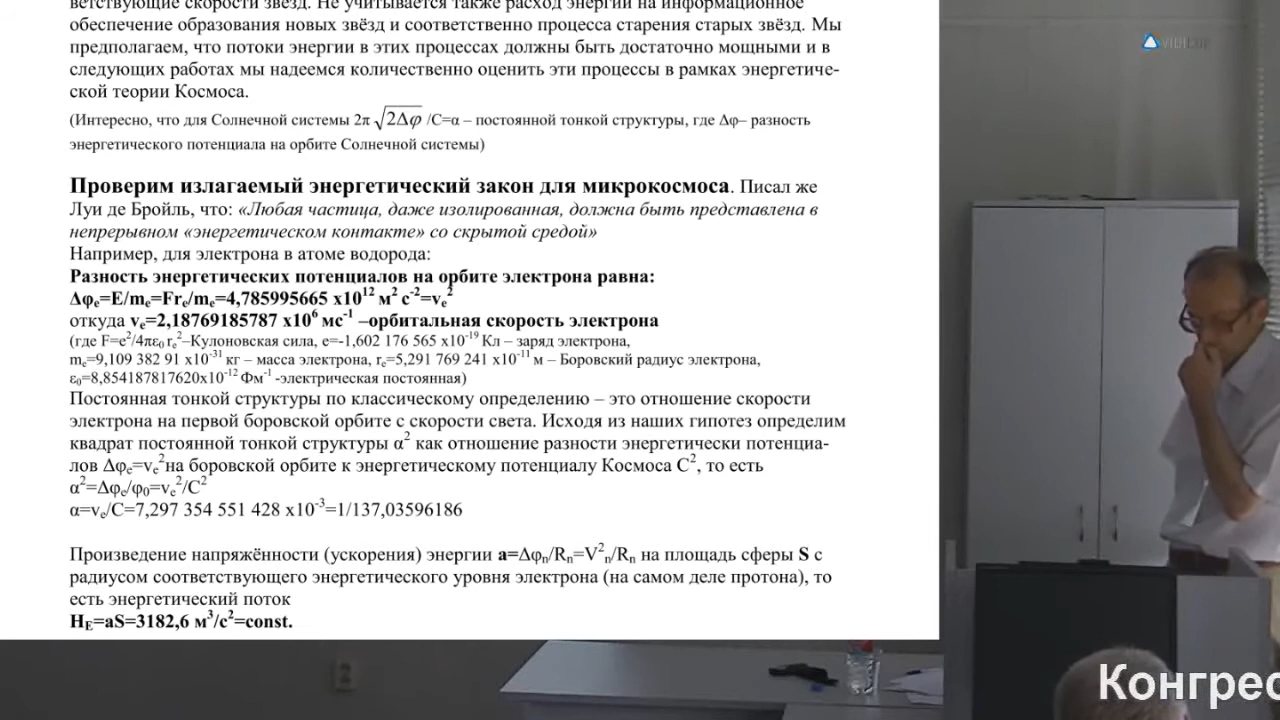 ветствующие скорости звёзд. Не учитывается также расход энергии на информационное
обеспечение образования новых звёзд и соответственно процесса старения старых звёзд. Мы
предполагаем, что потоки энергии в этих процессах должны быть достаточно мощными и в
следующих работах мы надеемся количественно оценить эти процессы в рамках энергетиче-
ской теории Космоса.
(Интересно, что для Солнечной системы 2π √2Δφ /С=α – постоянной тонкой структуры, где Δφ– разность
энергетического потенциала на орбите Солнечной системы)
Проверим излагаемый энергетический закон для микрокосмоса. Писал же
Луи де Бройль, что: «Любая частица, даже изолированная, должна быть представлена в
непрерывном «энергетическом контакте» со скрытой средой»
Например, для электрона в атоме водорода:
Разность энергетических потенциалов на орбите электрона равна:
Δφₑ=E/mₑ=Frₑ/mₑ=4,785995665 x10¹² м² с⁻²=vₑ²
откуда vₑ=2,18769185787 x10⁶ мс⁻¹ –орбитальная скорость электрона
(где F=e²/4πε₀ rₑ²–Кулоновская сила, e=-1,602 176 565 x10⁻¹⁹ Кл – заряд электрона,
mₑ=9,109 382 91 x10⁻³¹ кг – масса электрона, rₑ=5,291 769 241 x10⁻¹¹ м – Боровский радиус электрона,
ε₀=8,854187817620x10⁻¹² Фм⁻¹ -электрическая постоянная)
Постоянная тонкой структуры по классическому определению – это отношение скорости
электрона на первой боровской орбите с скорости света. Исходя из наших гипотез определим
квадрат постоянной тонкой структуры α² как отношение разности энергетически потенциа-
лов Δφₑ=vₑ²на боровской орбите к энергетическому потенциалу Космоса С², то есть
α²=Δφₑ/φ₀=vₑ²/С²
α=vₑ/С=7,297 354 551 428 x10⁻³=1/137,03596186
Произведение напряжённости (ускорения) энергии a=Δφₙ/Rₙ=V²ₙ/Rₙ на площадь сферы S с
радиусом соответствующего энергетического уровня электрона (на самом деле протона), то
есть энергетический поток
H_E=aS=3182,6 м³/с²=const.
Конгрес